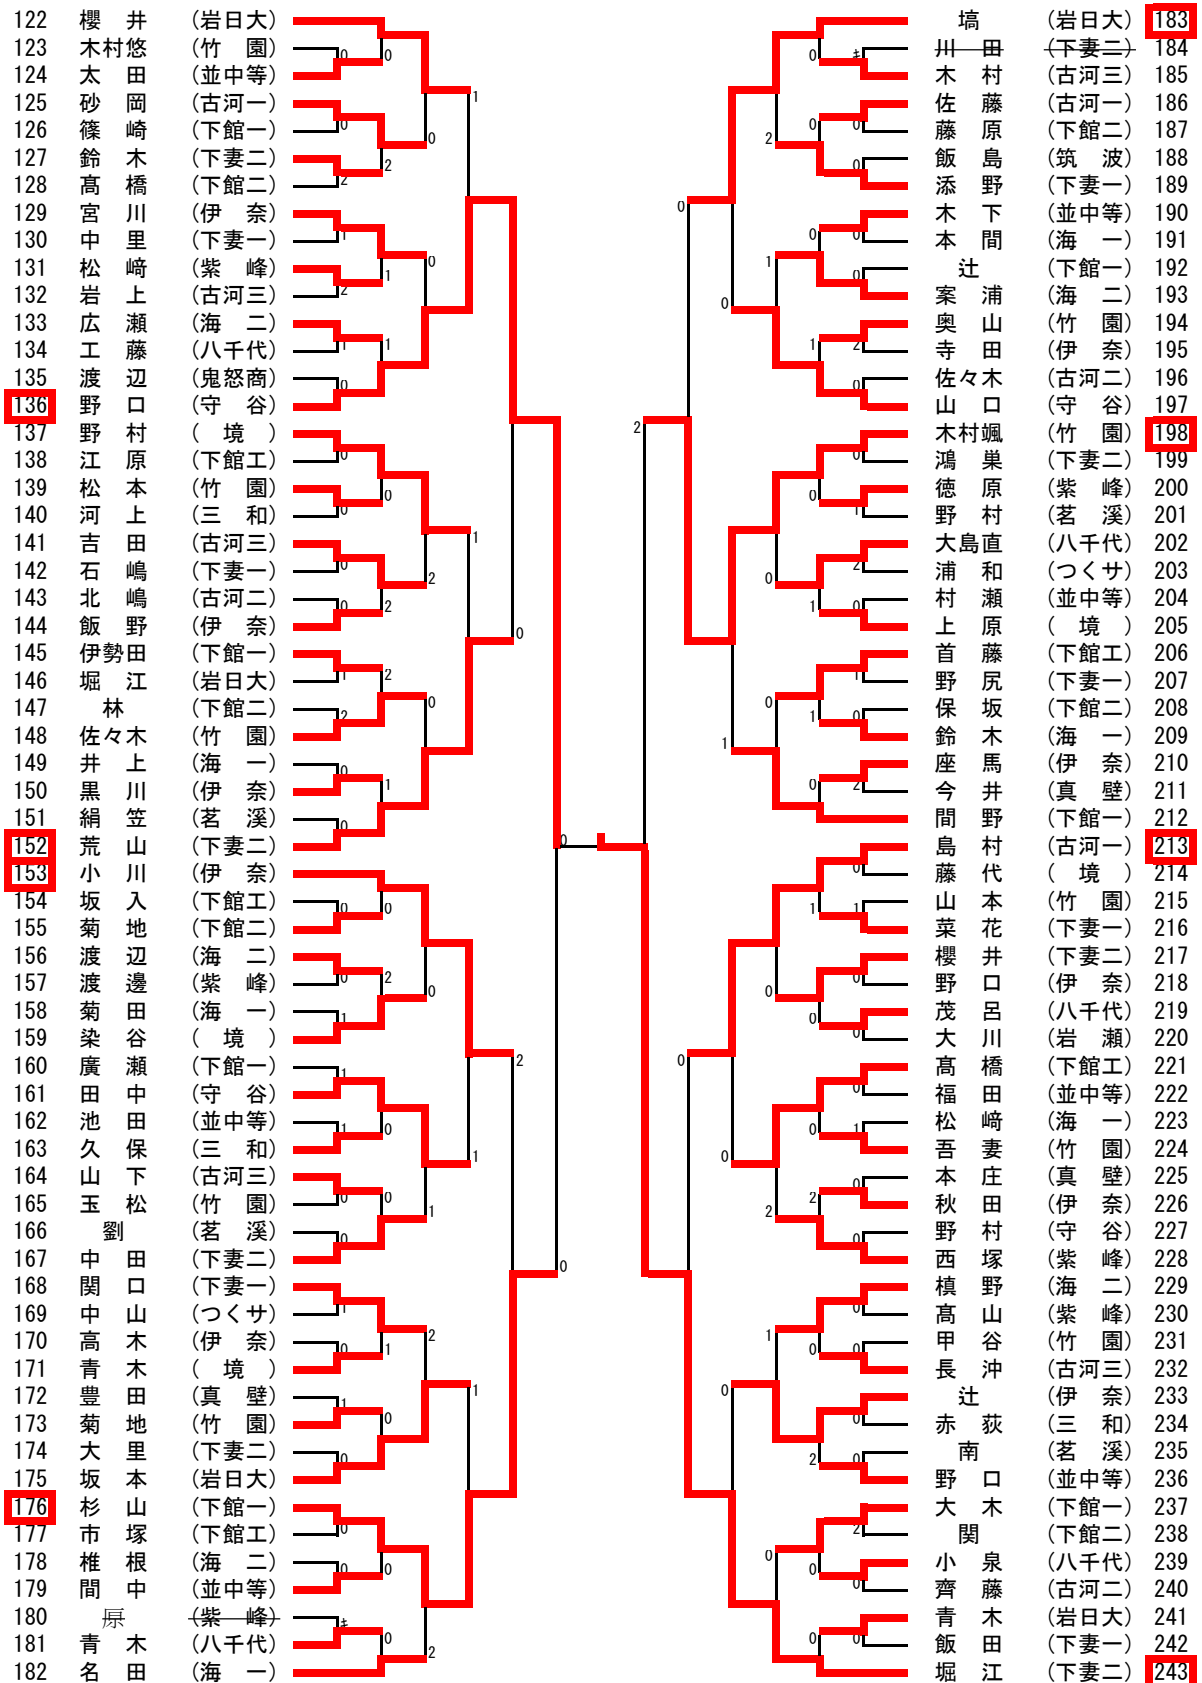 122 櫻井 (岩日大)
123 木村悠 (竹園)
124 太田 (並中等)
125 砂岡 (古河一)
126 篠崎 (下館一)
127 鈴木 (下妻二)
128 髙橋 (下館二)
129 宮川 (伊奈)
130 中里 (下妻一)
131 松﨑 (紫峰)
132 岩上 (古河三)
133 広瀬 (海二)
134 工藤 (八千代)
135 渡辺 (鬼怒商)
136 野口 (守谷)
137 野村 (境)
138 江原 (下館工)
139 松本 (竹園)
140 河上 (三和)
141 吉田 (古河三)
142 石嶋 (下妻一)
143 北嶋 (古河二)
144 飯野 (伊奈)
145 伊勢田 (下館一)
146 堀江 (岩日大)
147 林 (下館二)
148 佐々木 (竹園)
149 井上 (海一)
150 黒川 (伊奈)
151 絹笠 (茗溪)
152 荒山 (下妻二)
153 小川 (伊奈)
154 坂入 (下館工)
155 菊地 (下館二)
156 渡辺 (海二)
157 渡邊 (紫峰)
158 菊田 (海一)
159 染谷 (境)
160 廣瀬 (下館一)
161 田中 (守谷)
162 池田 (並中等)
163 久保 (三和)
164 山下 (古河三)
165 玉松 (竹園)
166 劉 (茗溪)
167 中田 (下妻二)
168 関口 (下妻一)
169 中山 (つくサ)
170 高木 (伊奈)
171 青木 (境)
172 豊田 (真壁)
173 菊地 (竹園)
174 大里 (下妻二)
175 坂本 (岩日大)
176 杉山 (下館一)
177 市塚 (下館工)
178 椎根 (海二)
179 間中 (並中等)
180 原 (紫峰)
181 青木 (八千代)
182 名田 (海一)
塙 (岩日大) 183
川田 (下妻二) 184
木村 (古河三) 185
佐藤 (古河一) 186
藤原 (下館二) 187
飯島 (筑波) 188
添野 (下妻一) 189
木下 (並中等) 190
本間 (海一) 191
辻 (下館一) 192
案浦 (海二) 193
奥山 (竹園) 194
寺田 (伊奈) 195
佐々木 (古河二) 196
山口 (守谷) 197
木村颯 (竹園) 198
鴻巣 (下妻二) 199
徳原 (紫峰) 200
野村 (茗溪) 201
大島直 (八千代) 202
浦和 (つくサ) 203
村瀬 (並中等) 204
上原 (境) 205
首藤 (下館工) 206
野尻 (下妻一) 207
保坂 (下館二) 208
鈴木 (海一) 209
座馬 (伊奈) 210
今井 (真壁) 211
間野 (下館一) 212
島村 (古河一) 213
藤代 (境) 214
山本 (竹園) 215
菜花 (下妻一) 216
櫻井 (下妻二) 217
野口 (伊奈) 218
茂呂 (八千代) 219
大川 (岩瀬) 220
髙橋 (下館工) 221
福田 (並中等) 222
松﨑 (海一) 223
吾妻 (竹園) 224
本庄 (真壁) 225
秋田 (伊奈) 226
野村 (守谷) 227
西塚 (紫峰) 228
槙野 (海二) 229
髙山 (紫峰) 230
甲谷 (竹園) 231
長沖 (古河三) 232
辻 (伊奈) 233
赤荻 (三和) 234
南 (茗溪) 235
野口 (並中等) 236
大木 (下館一) 237
関 (下館二) 238
小泉 (八千代) 239
齊藤 (古河二) 240
青木 (岩日大) 241
飯田 (下妻一) 242
堀江 (下妻二) 243